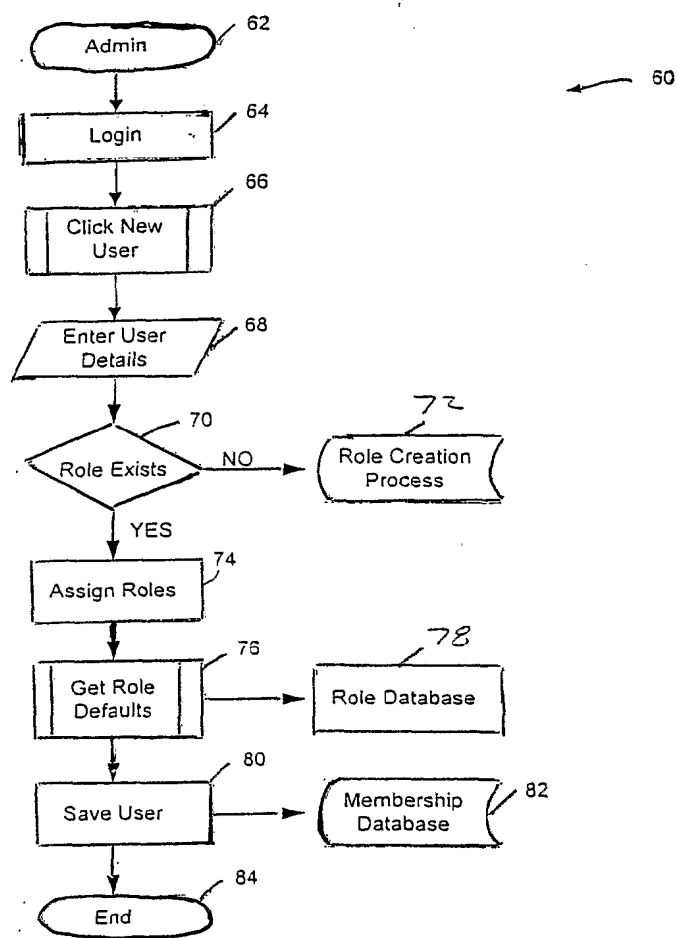 62
Admin
60
64
Login
66
Click New
User
68
Enter User
Details
70
72
Role Exists
NO
Role Creation
Process
YES
74
Assign Roles
76
78
Get Role
Defaults
Role Database
80
Save User
Membership
Database
82
84
End